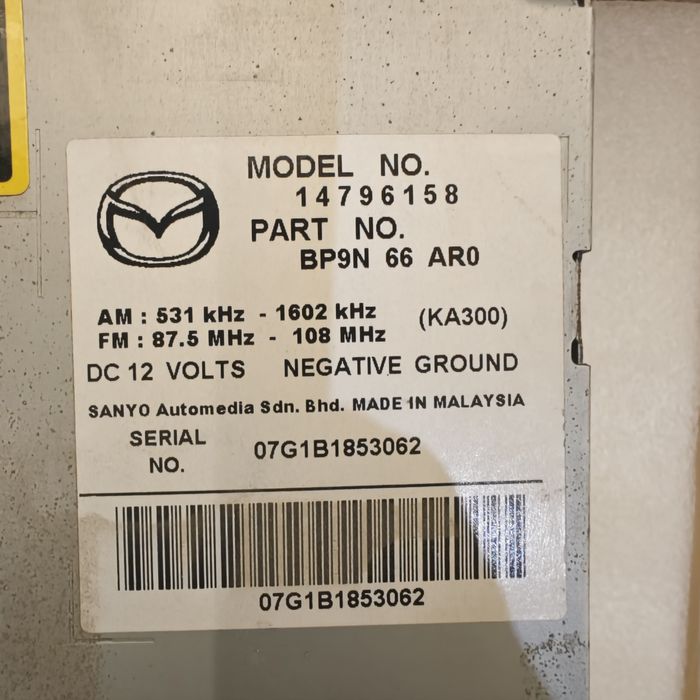 MODEL NO.
14796158
PART NO.
BP9N 66 AR0
AM : 531 kHz - 1602 kHz (KA300)
FM : 87.5 MHz - 108 MHz
DC 12 VOLTS NEGATIVE GROUND
SANYO Automedia Sdn. Bhd. MADE IN MALAYSIA
SERIAL NO. 07G1B1853062
07G1B1853062